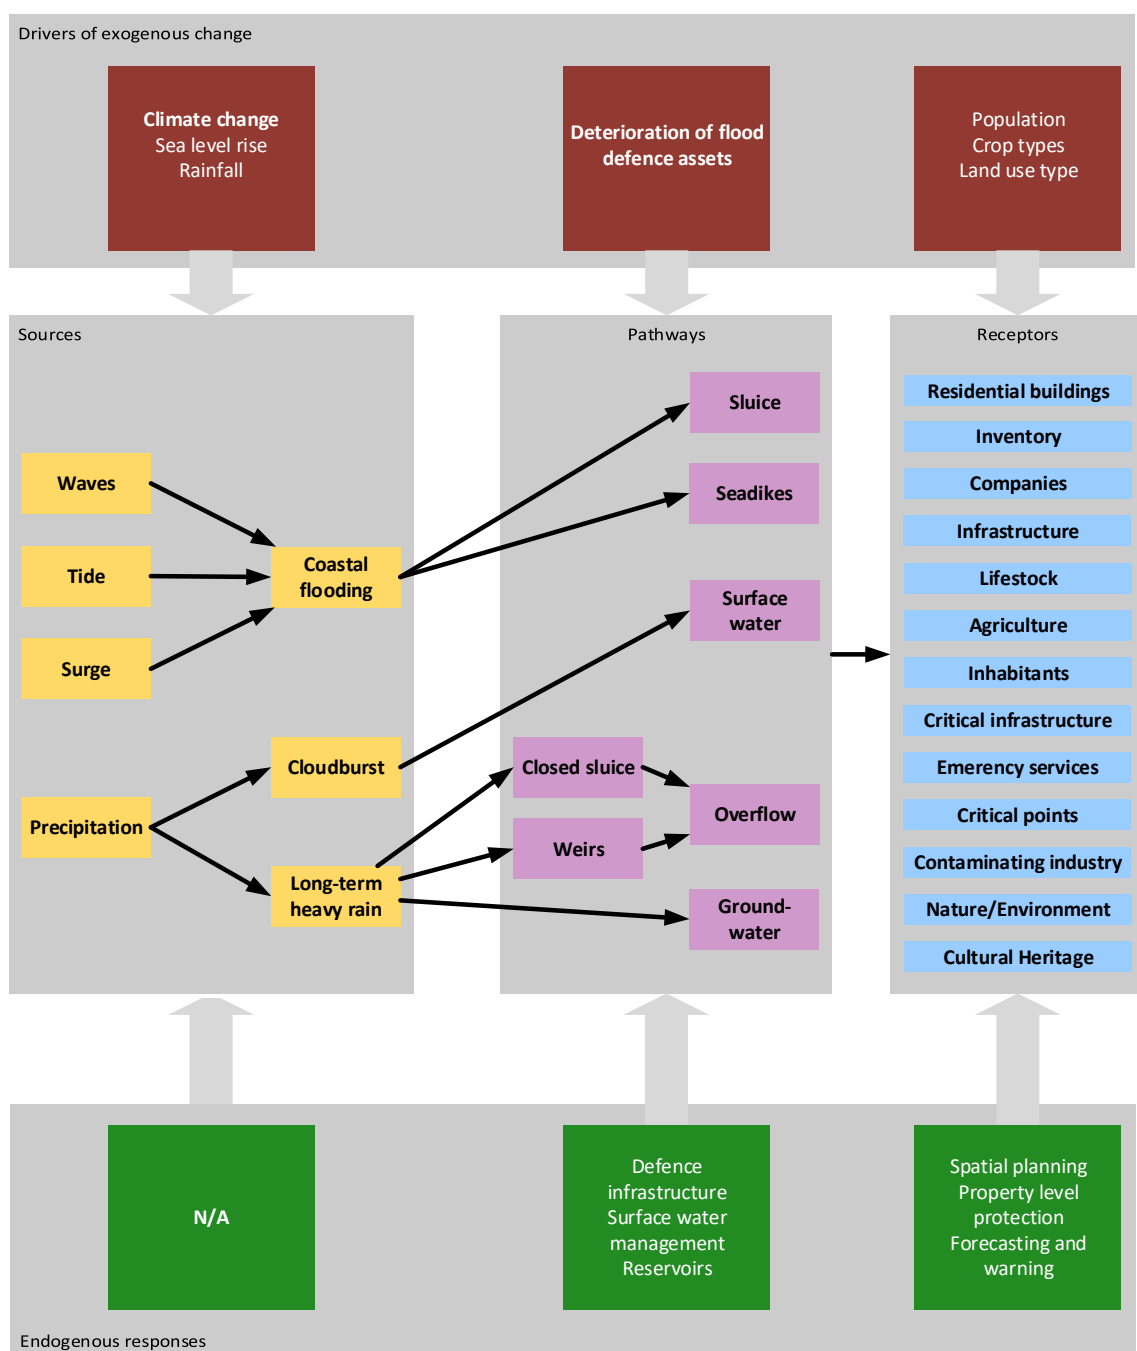 Drivers of exogenous change
Climate change
Sea level rise
Rainfall
Deterioration of flood
defence assets
Population
Crop types
Land use type
Sources
Waves
Tide
Surge
Precipitation
Coastal
flooding
Cloudburst
Long-term
heavy rain
Pathways
Sluice
Seadikes
Surface
water
Closed sluice
Weirs
Overflow
Ground-
water
Receptors
Residential buildings
Inventory
Companies
Infrastructure
Lifestock
Agriculture
Inhabitants
Critical infrastructure
Emerency services
Critical points
Contaminating industry
Nature/Environment
Cultural Heritage
N/A
Defence
infrastructure
Surface water
management
Reservoirs
Spatial planning
Property level
protection
Forecasting and
warning
Endogenous responses